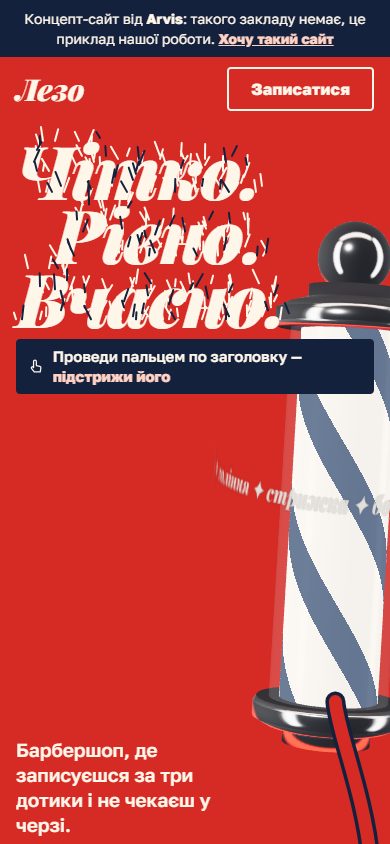 Концепт-сайт від Arvis: такого закладу немає, це
приклад нашої роботи. Хочу такий сайт
Лезо
Записатися
Чітко.
Рівно.
Вчасно.
Проведи пальцем по заголовку —
підстрижи його
стрижки
Барбершоп, де
записуєшся за три
дотики і не чекаєш у
черзі.